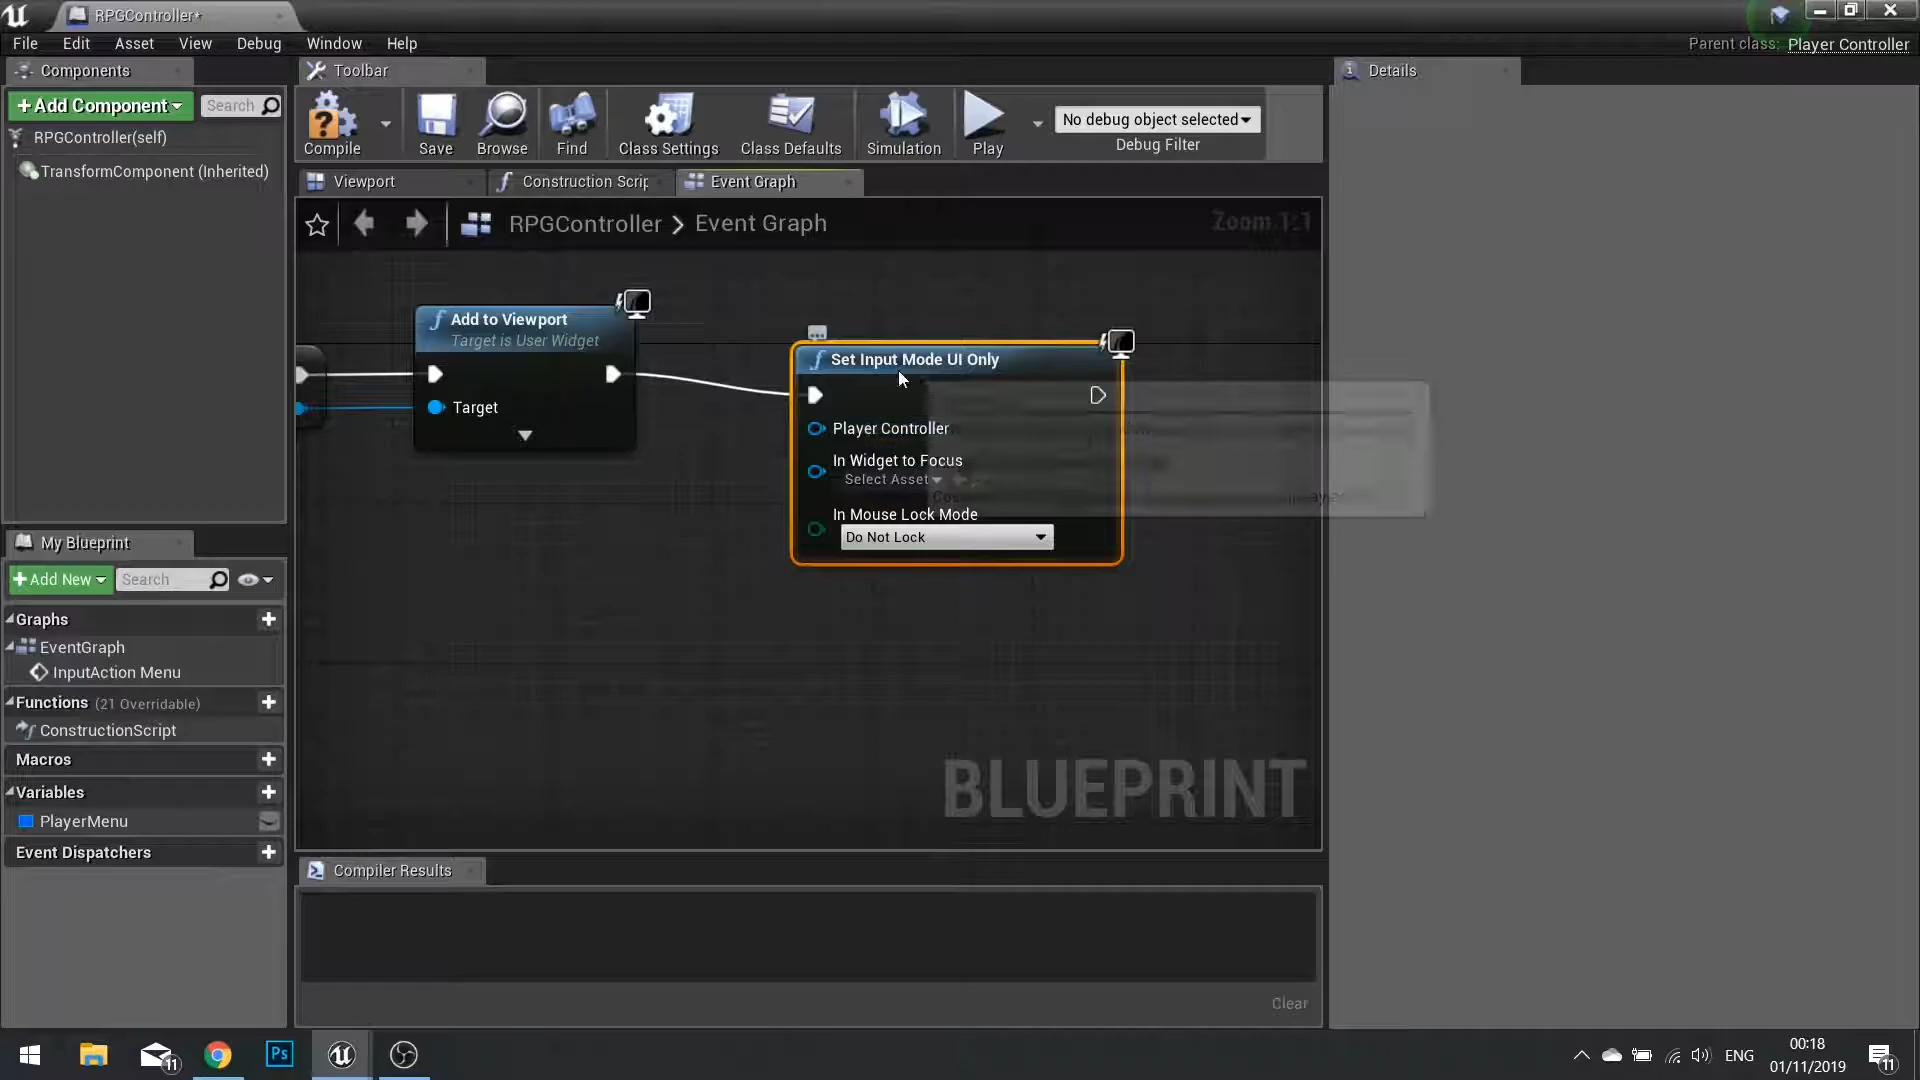 RPGController*
File Edit Asset View Debug Window Help
Parent class: Player Controller
Components
Toolbar
Details
+Add Component
Search
RPGController(self)
TransformComponent (Inherited)
Compile
Save
Browse
Find
Class Settings
Class Defaults
Simulation
Play
No debug object selected
Debug Filter
Viewport
Construction Scrip
Event Graph
RPGController > Event Graph
Zoom 1:1
Add to Viewport
Target is User Widget
Target
Set Input Mode UI Only
Player Controller
In Widget to Focus
Select Asset
In Mouse Lock Mode
Do Not Lock
BLUEPRINT
My Blueprint
+Add New
Search
Graphs
EventGraph
InputAction Menu
Functions (21 Overridable)
ConstructionScript
Macros
Variables
PlayerMenu
Event Dispatchers
Compiler Results
Clear
11
Ps
ENG
00:18
01/11/2019
11